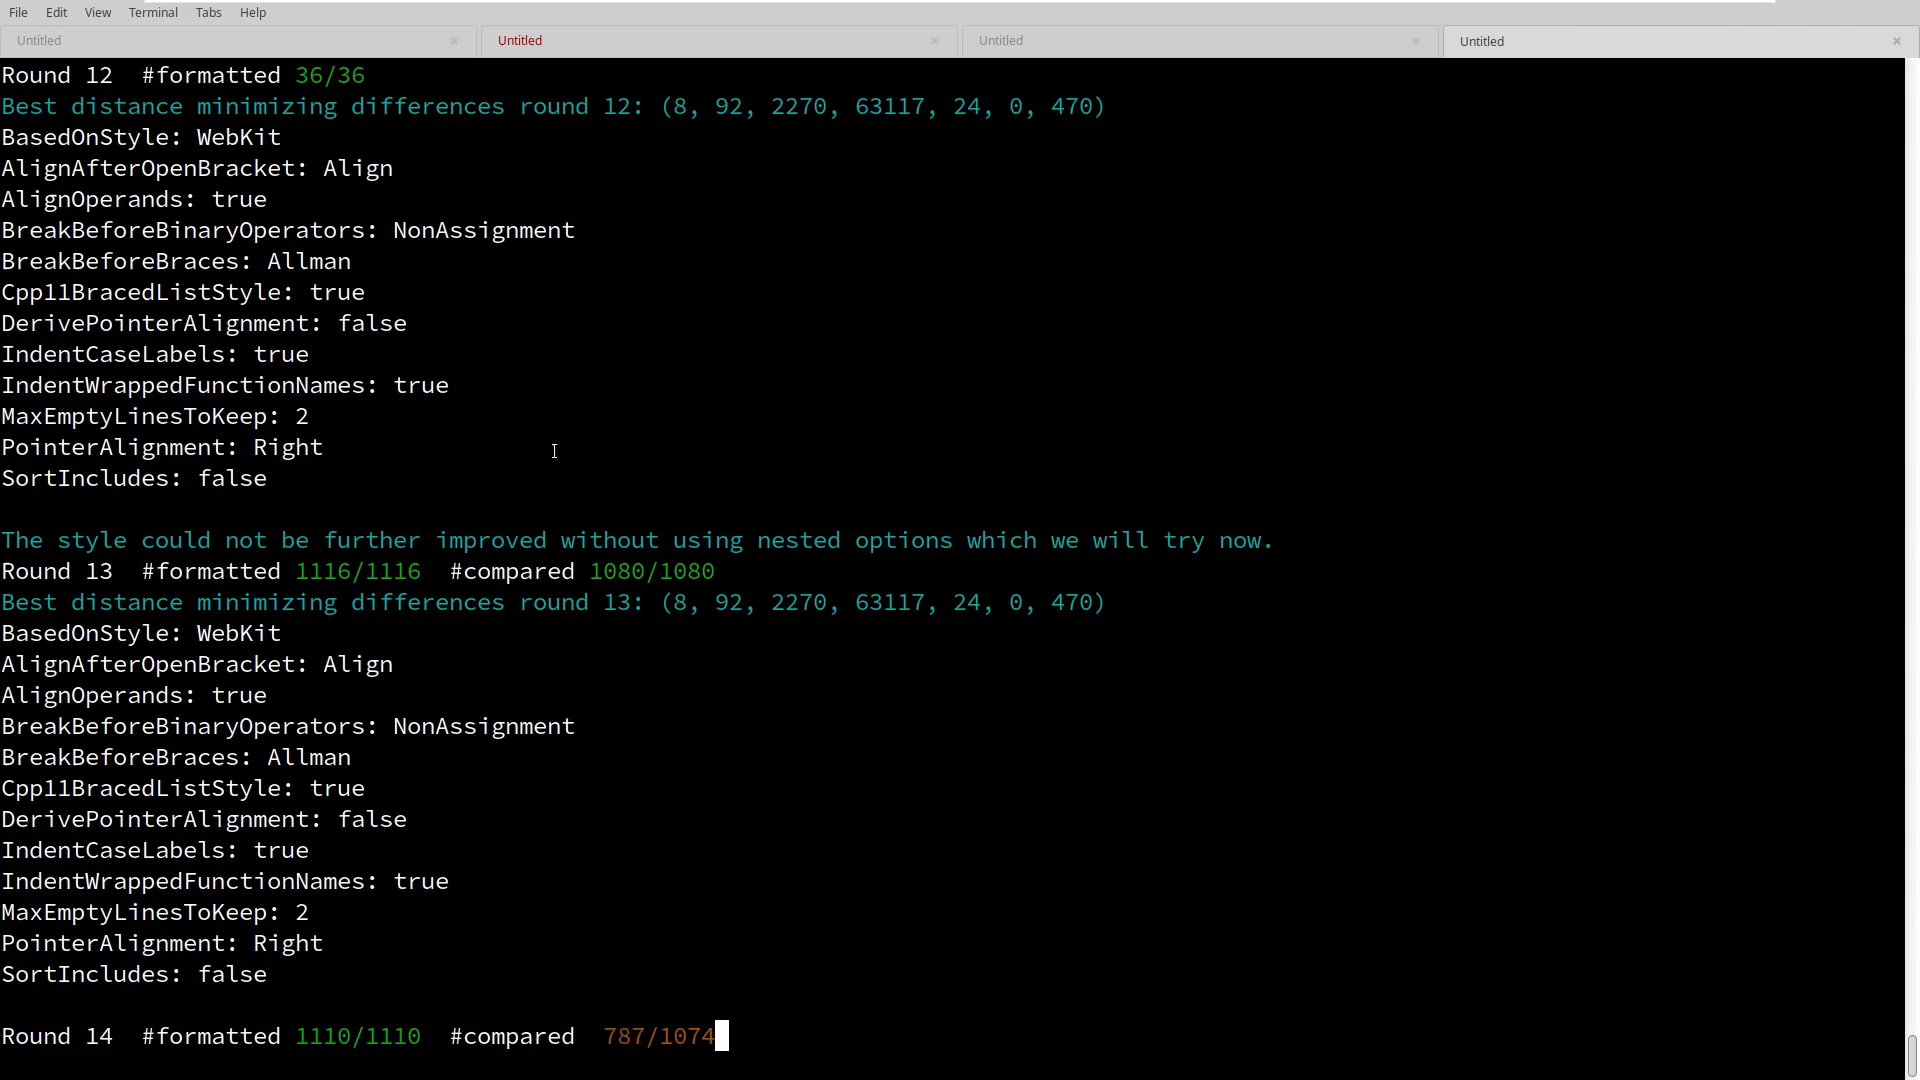 File Edit View Terminal Tabs Help
Untitled Untitled Untitled Untitled
Round 12  #formatted 36/36
Best distance minimizing differences round 12: (8, 92, 2270, 63117, 24, 0, 470)
BasedOnStyle: WebKit
AlignAfterOpenBracket: Align
AlignOperands: true
BreakBeforeBinaryOperators: NonAssignment
BreakBeforeBraces: Allman
Cpp11BracedListStyle: true
DerivePointerAlignment: false
IndentCaseLabels: true
IndentWrappedFunctionNames: true
MaxEmptyLinesToKeep: 2
PointerAlignment: Right
SortIncludes: false
The style could not be further improved without using nested options which we will try now.
Round 13  #formatted 1116/1116  #compared 1080/1080
Best distance minimizing differences round 13: (8, 92, 2270, 63117, 24, 0, 470)
BasedOnStyle: WebKit
AlignAfterOpenBracket: Align
AlignOperands: true
BreakBeforeBinaryOperators: NonAssignment
BreakBeforeBraces: Allman
Cpp11BracedListStyle: true
DerivePointerAlignment: false
IndentCaseLabels: true
IndentWrappedFunctionNames: true
MaxEmptyLinesToKeep: 2
PointerAlignment: Right
SortIncludes: false
Round 14  #formatted 1110/1110  #compared  787/1074